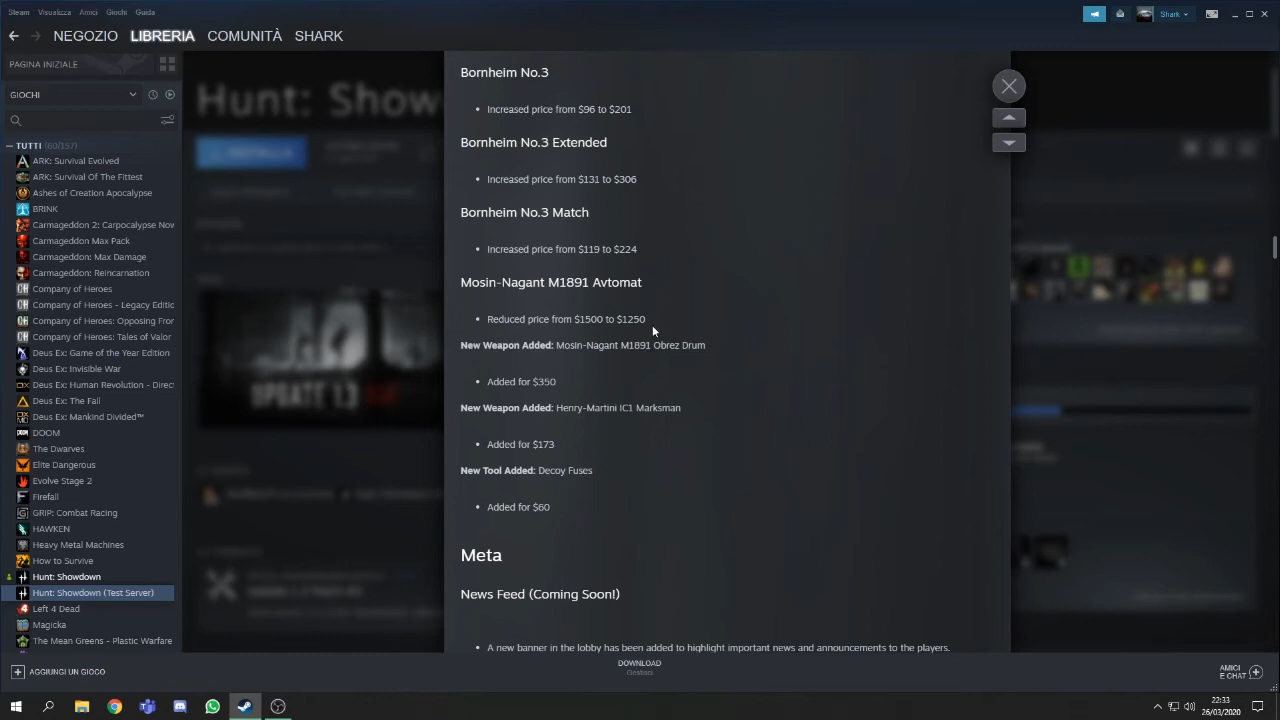 Steam Visualizza Amici Giochi Guida
Shark
NEGOZIO LIBRERIA COMUNITÀ SHARK
PAGINA INIZIALE
GIOCHI
TUTTI (60/157)
ARK: Survival Evolved
ARK: Survival Of The Fittest
Ashes of Creation Apocalypse
BRINK
Carmageddon 2: Carpocalypse Nov
Carmageddon Max Pack
Carmageddon: Max Damage
Carmageddon: Reincarnation
Company of Heroes
Company of Heroes - Legacy Edition
Company of Heroes: Opposing Fron
Company of Heroes: Tales of Valor
Deus Ex: Game of the Year Edition
Deus Ex: Invisible War
Deus Ex: Human Revolution - Direct
Deus Ex: The Fall
Deus Ex: Mankind Divided™
DOOM
The Dwarves
Elite Dangerous
Evolve Stage 2
Firefall
GRIP: Combat Racing
HAWKEN
Heavy Metal Machines
How to Survive
Hunt: Showdown
Hunt: Showdown (Test Server)
Left 4 Dead
Magicka
The Mean Greens - Plastic Warfare
Hunt: Show
UPDATE 1.3
Bornheim No.3
• Increased price from $96 to $201
Bornheim No.3 Extended
• Increased price from $131 to $306
Bornheim No.3 Match
• Increased price from $119 to $224
Mosin-Nagant M1891 Avtomat
• Reduced price from $1500 to $1250
New Weapon Added: Mosin-Nagant M1891 Obrez Drum
• Added for $350
New Weapon Added: Henry-Martini IC1 Marksman
• Added for $173
New Tool Added: Decoy Fuses
• Added for $60
Meta
News Feed (Coming Soon!)
• A new banner in the lobby has been added to highlight important news and announcements to the players.
AGGIUNGI UN GIOCO
DOWNLOAD
Gestisci
AMICI
E CHAT
22:33
26/03/2020